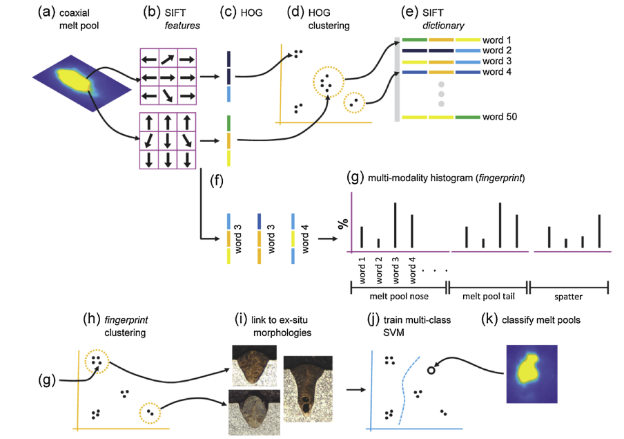 (a) coaxial
melt pool
(b) SIFT
features
(c) HOG
(d) HOG
clustering
(e) SIFT
dictionary
word 1
word 2
word 3
word 4
word 50
(f)
word 3
word 3
word 4
(g) multi-modality histogram (fingerprint)
%
word 1
word 2
word 3
word 4
. . . .
melt pool nose
melt pool tail
spatter
(h) fingerprint
clustering
(g)
(i) link to ex-situ
morphologies
(j) train multi-class
SVM
(k) classify melt pools